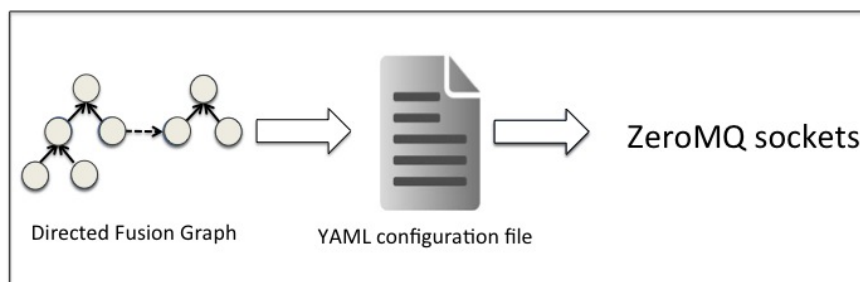 ZeroMQ sockets
Directed Fusion Graph
YAML configuration file